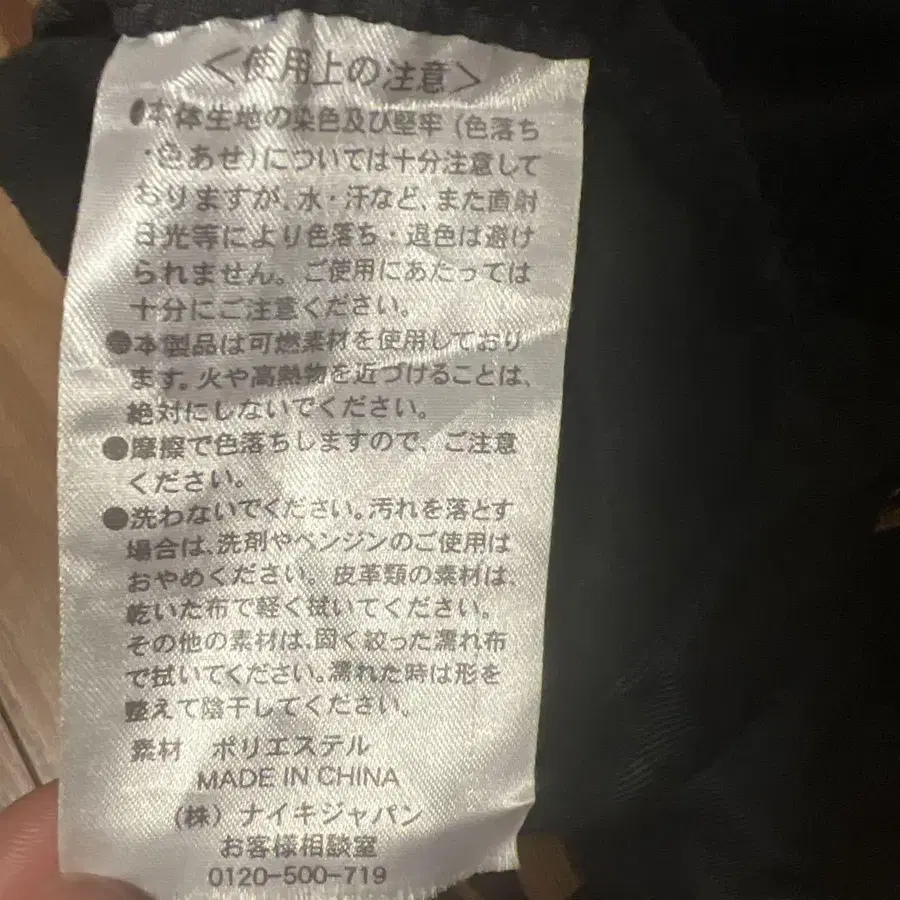 <使用上の注意>
●本体生地の染色及び堅牢(色落ち
・色あせ)については十分注意して
おりますが、水・汗など、また直射
日光等により色落ち・退色は避け
られません。ご使用にあたっては
十分にご注意ください。
●本製品は可燃素材を使用しており
ます。火や高熱物を近づけることは、
絶対にしないでください。
●摩擦で色落ちしますので、ご注意
ください。
●洗わないでください。汚れを落とす
場合は、洗剤やベンジンのご使用は
おやめください。皮革類の素材は、
乾いた布で軽く拭いてください。
その他の素材は、固く絞った濡れ布
で拭いてください。濡れた時は形を
整えて陰干してください。
素材 ポリエステル
MADE IN CHINA
(株)ナイキジャパン
お客様相談室
0120-500-719